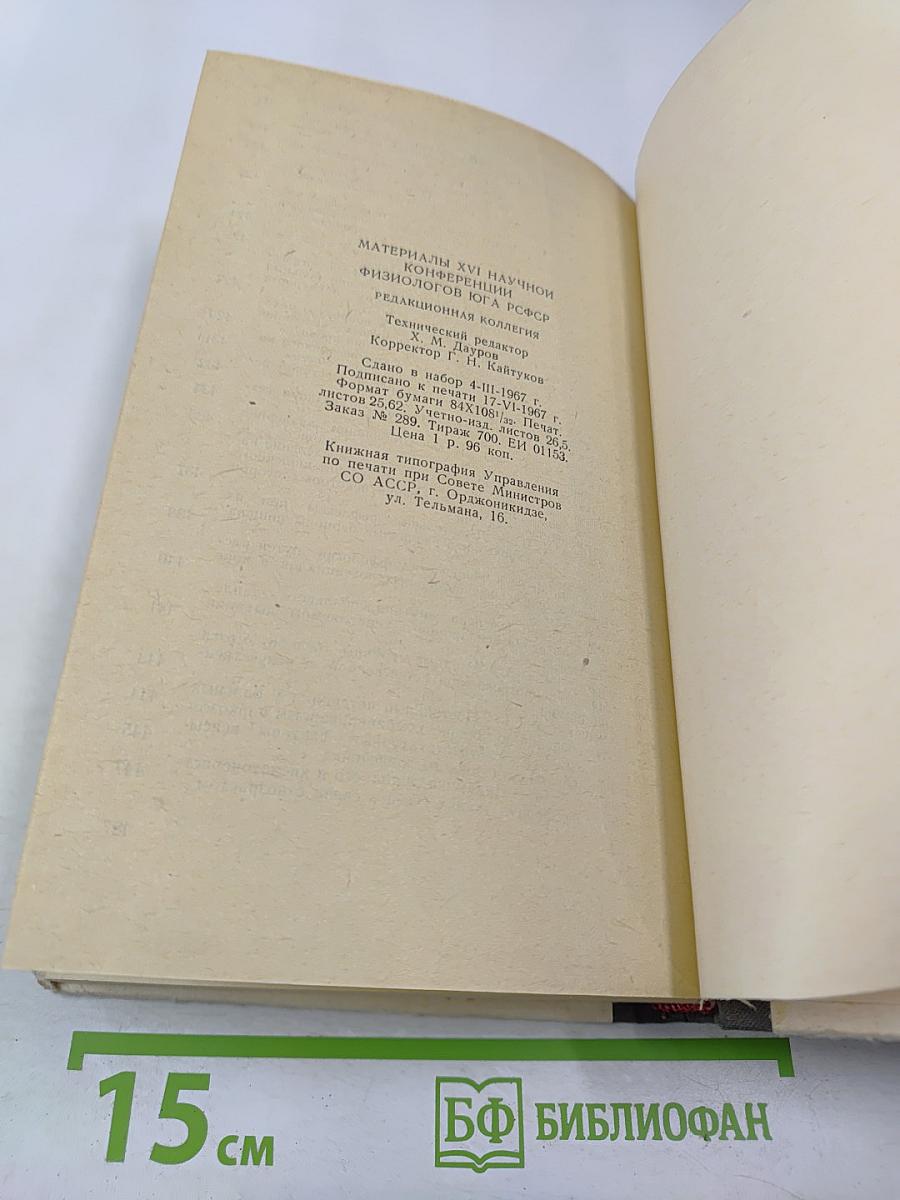 МАТЕРИАЛЫ XVI НАУЧНОЙ
КОНФЕРЕНЦИИ
ФИЗИОЛОГОВ ЮГА РСФСР
РЕДАКЦИОННАЯ КОЛЛЕГИЯ
Технический редактор
Х. М. Дауров
Корректор Г. Н. Кайтуков
Сдано в набор 4-III-1967 г.
Подписано к печати 17-VI-1967 г.
Формат бумаги 84Х108¹/₃₂. Печат.
листов 25,62. Учетно-изд. листов 26,5.
Заказ № 289. Тираж 700. ЕИ 01153.
Цена 1 р. 96 коп.
Книжная типография Управления
по печати при Совете Министров
СО АССР, г. Орджоникидзе,
ул. Тельмана, 16.
15 см
БФ БИБЛИОФАН